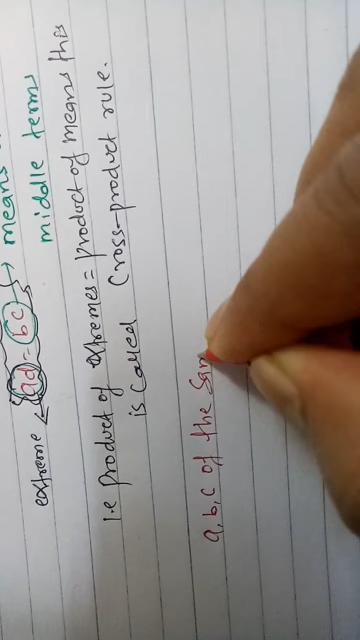 means
middle terms
extreme ad = bc
i.e product of extremes = product of means this
is called Cross-product rule.
a, b, c of the Sam